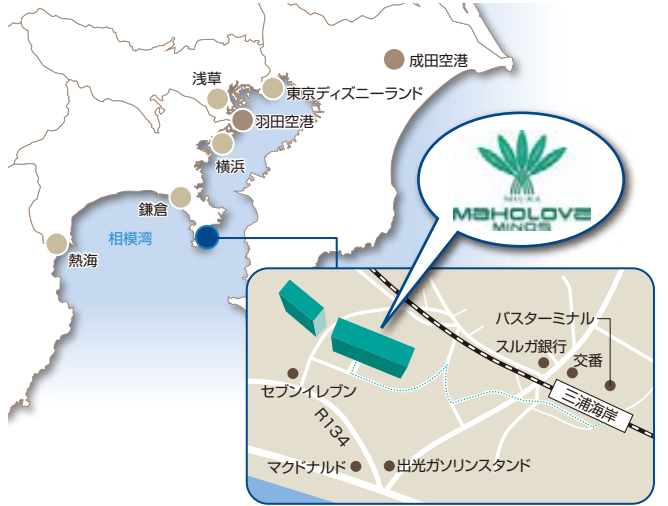 成田空港
浅草
東京ディズニーランド
羽田空港
横浜
鎌倉
相模湾
熱海
MIURA
MAHOLOVA
MINOS
バスターミナル
スルガ銀行
交番
三浦海岸
セブンイレブン
R134
マクドナルド
出光ガソリンスタンド